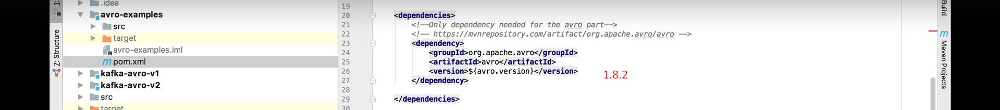 1:
.idea
avro-examples
src
target
avro-examples.iml
pom.xml
kafka-avro-v1
kafka-avro-v2
src
target
Z: Structure
19
20 <dependencies>
21 <!--Only dependency needed for the avro part-->
22 <!-- https://mvnrepository.com/artifact/org.apache.avro/avro -->
23 <dependency>
24 <groupId>org.apache.avro</groupId>
25 <artifactId>avro</artifactId>
26 <version>${avro.version}</version> 1.8.2
27 </dependency>
28
29 </dependencies>
30
Build
m Maven Projects